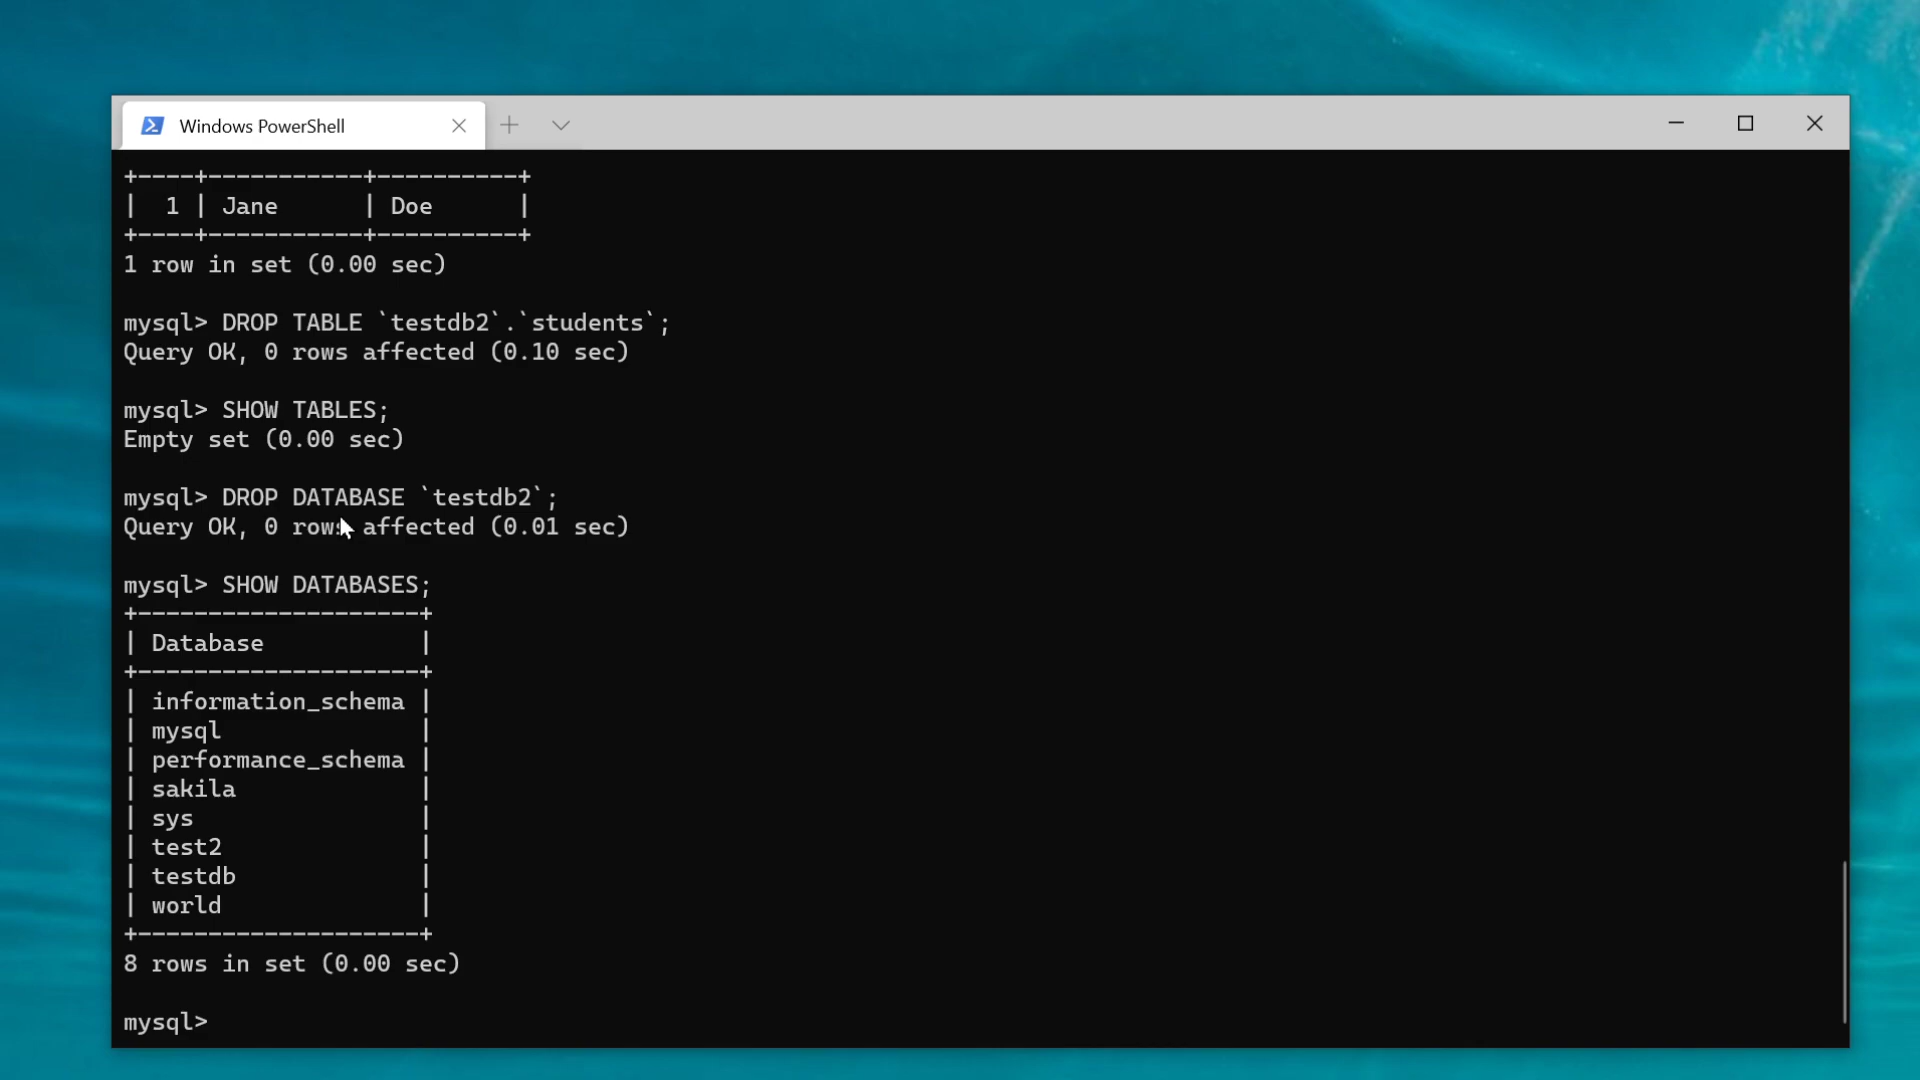 Windows PowerShell
+----+-----------+----------+
|  1 | Jane      | Doe      |
+----+-----------+----------+
1 row in set (0.00 sec)
mysql> DROP TABLE `testdb2`.`students`;
Query OK, 0 rows affected (0.10 sec)
mysql> SHOW TABLES;
Empty set (0.00 sec)
mysql> DROP DATABASE `testdb2`;
Query OK, 0 rows affected (0.01 sec)
mysql> SHOW DATABASES;
+--------------------+
| Database           |
+--------------------+
| information_schema |
| mysql              |
| performance_schema |
| sakila             |
| sys                |
| test2              |
| testdb             |
| world              |
+--------------------+
8 rows in set (0.00 sec)
mysql>